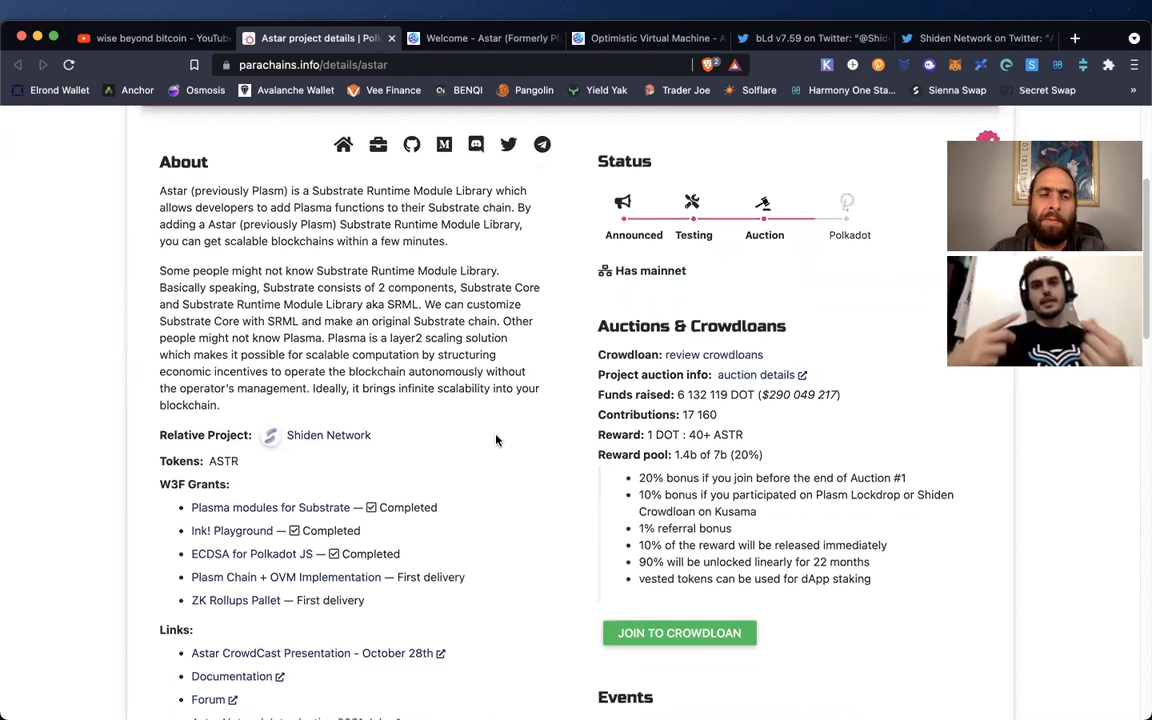 wise beyond bitcoin - YouTub
Astar project details | Poll
Welcome - Astar (Formerly Pl
Optimistic Virtual Machine - A
bLd v7.59 on Twitter: "@Shid
Shiden Network on Twitter: "A
parachains.info/details/astar
2
Elrond Wallet
Anchor
Osmosis
Avalanche Wallet
Vee Finance
BENQI
Pangolin
Yield Yak
Trader Joe
Solflare
Harmony One Sta...
Sienna Swap
Secret Swap
About
Astar (previously Plasm) is a Substrate Runtime Module Library which
allows developers to add Plasma functions to their Substrate chain. By
adding a Astar (previously Plasm) Substrate Runtime Module Library,
you can get scalable blockchains within a few minutes.
Some people might not know Substrate Runtime Module Library.
Basically speaking, Substrate consists of 2 components, Substrate Core
and Substrate Runtime Module Library aka SRML. We can customize
Substrate Core with SRML and make an original Substrate chain. Other
people might not know Plasma. Plasma is a layer2 scaling solution
which makes it possible for scalable computation by structuring
economic incentives to operate the blockchain autonomously without
the operator's management. Ideally, it brings infinite scalability into your
blockchain.
Relative Project: Shiden Network
Tokens: ASTR
W3F Grants:
Plasma modules for Substrate — Completed
Ink! Playground — Completed
ECDSA for Polkadot JS — Completed
Plasm Chain + OVM Implementation — First delivery
ZK Rollups Pallet — First delivery
Links:
Astar CrowdCast Presentation - October 28th
Documentation
Forum
Status
Announced
Testing
Auction
Polkadot
Has mainnet
Auctions & Crowdloans
Crowdloan: review crowdloans
Project auction info: auction details
Funds raised: 6 132 119 DOT ($290 049 217)
Contributions: 17 160
Reward: 1 DOT : 40+ ASTR
Reward pool: 1.4b of 7b (20%)
20% bonus if you join before the end of Auction #1
10% bonus if you participated on Plasm Lockdrop or Shiden
Crowdloan on Kusama
1% referral bonus
10% of the reward will be released immediately
90% will be unlocked linearly for 22 months
vested tokens can be used for dApp staking
JOIN TO CROWDLOAN
Events